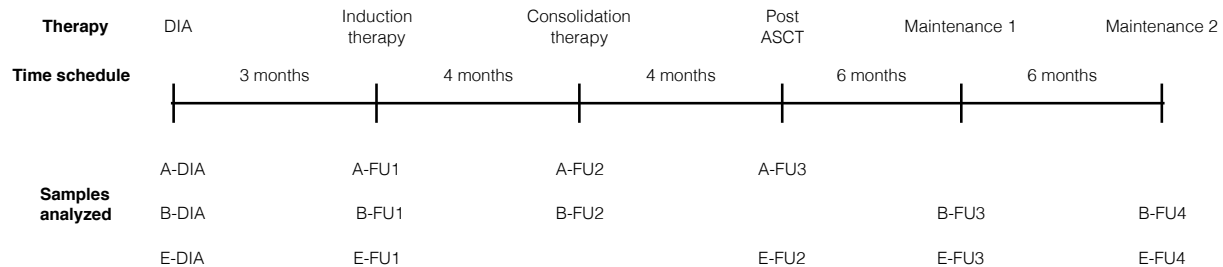 Therapy DIA Induction therapy Consolidation therapy Post ASCT Maintenance 1 Maintenance 2
Time schedule 3 months 4 months 4 months 6 months 6 months
Samples analyzed
A-DIA A-FU1 A-FU2 A-FU3
B-DIA B-FU1 B-FU2 B-FU3 B-FU4
E-DIA E-FU1 E-FU2 E-FU3 E-FU4